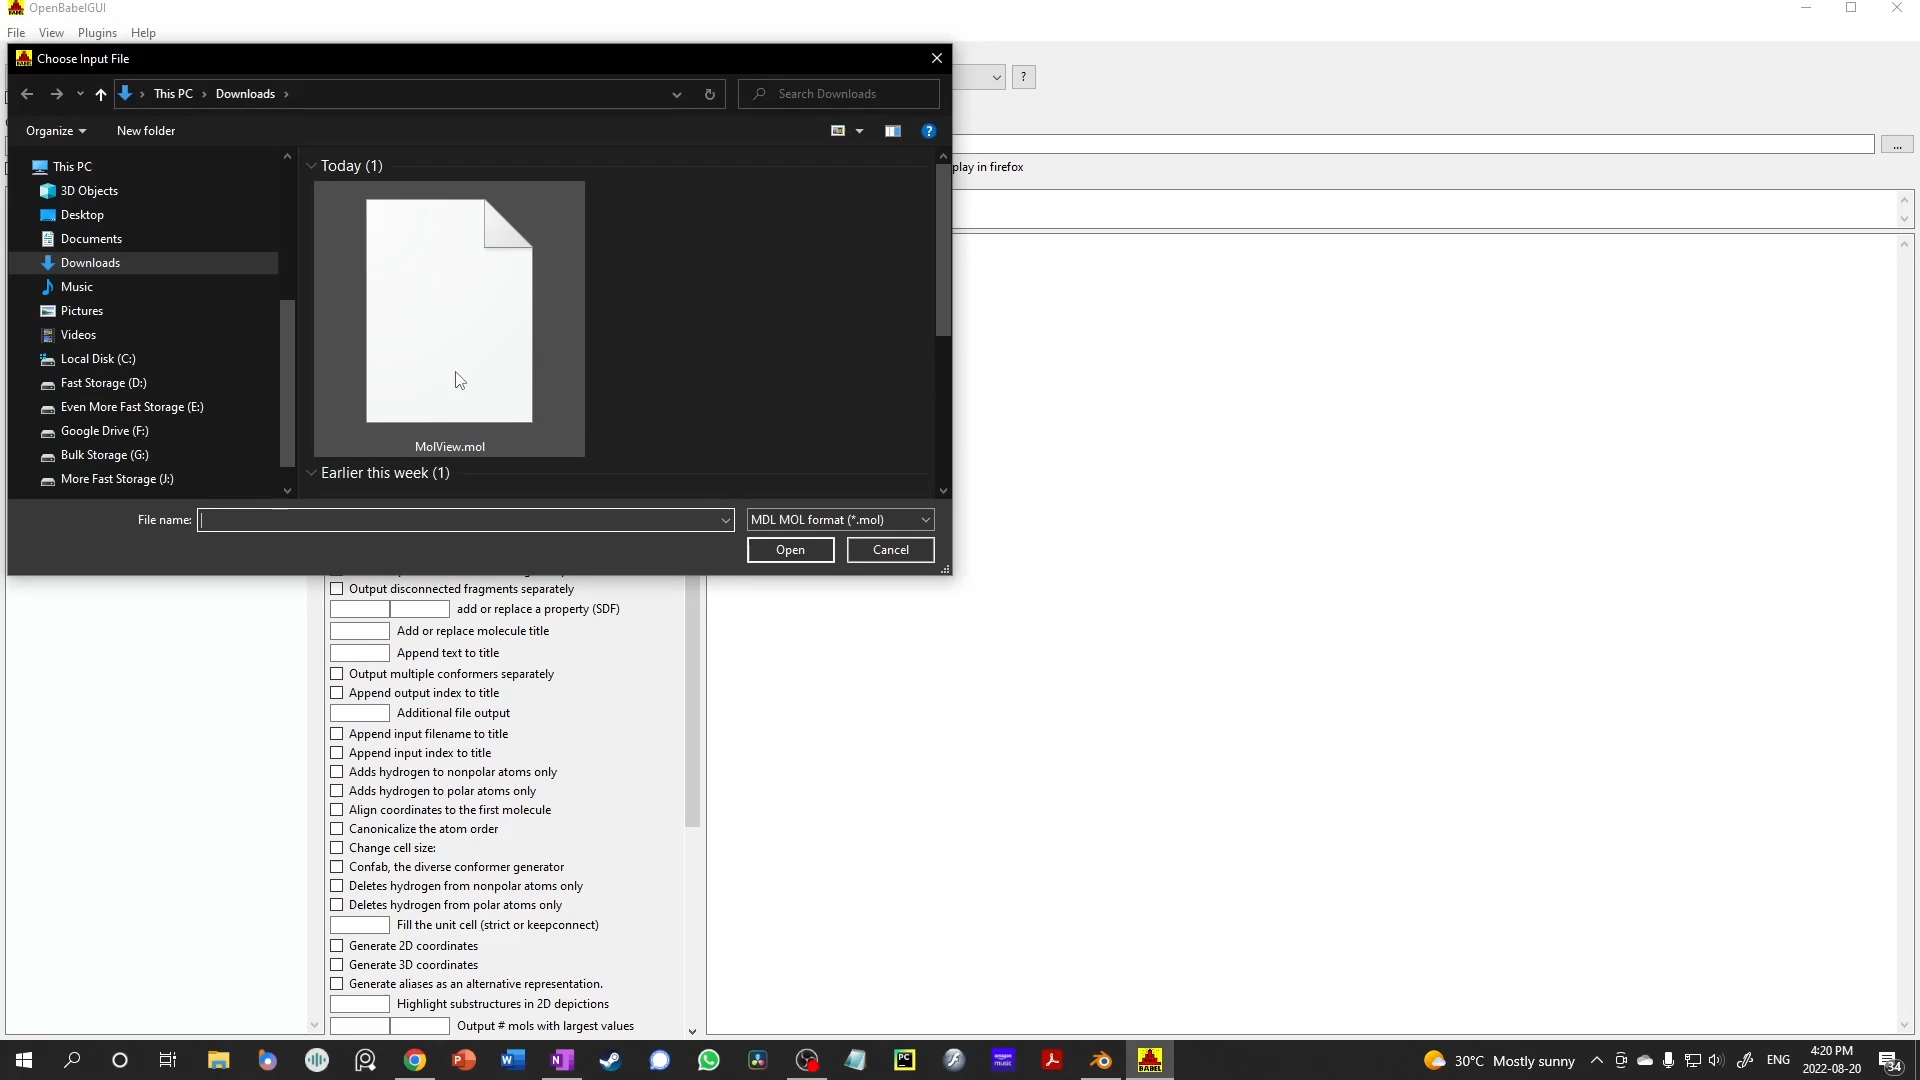 OpenBabelGUI
File View Plugins Help
Choose Input File
This PC Downloads
Search Downloads
?
Organize New folder
?
...
play in firefox
This PC
3D Objects
Desktop
Documents
Downloads
Music
Pictures
Videos
Local Disk (C:)
Fast Storage (D:)
Even More Fast Storage (E:)
Google Drive (F:)
Bulk Storage (G:)
More Fast Storage (J:)
Today (1)
MolView.mol
Earlier this week (1)
File name:
MDL MOL format (*.mol)
Open Cancel
Output disconnected fragments separately
add or replace a property (SDF)
Add or replace molecule title
Append text to title
Output multiple conformers separately
Append output index to title
Additional file output
Append input filename to title
Append input index to title
Adds hydrogen to nonpolar atoms only
Adds hydrogen to polar atoms only
Align coordinates to the first molecule
Canonicalize the atom order
Change cell size:
Confab, the diverse conformer generator
Deletes hydrogen from nonpolar atoms only
Deletes hydrogen from polar atoms only
Fill the unit cell (strict or keepconnect)
Generate 2D coordinates
Generate 3D coordinates
Generate aliases as an alternative representation.
Highlight substructures in 2D depictions
Output # mols with largest values
30°C Mostly sunny
ENG
4:20 PM
2022-08-20
34